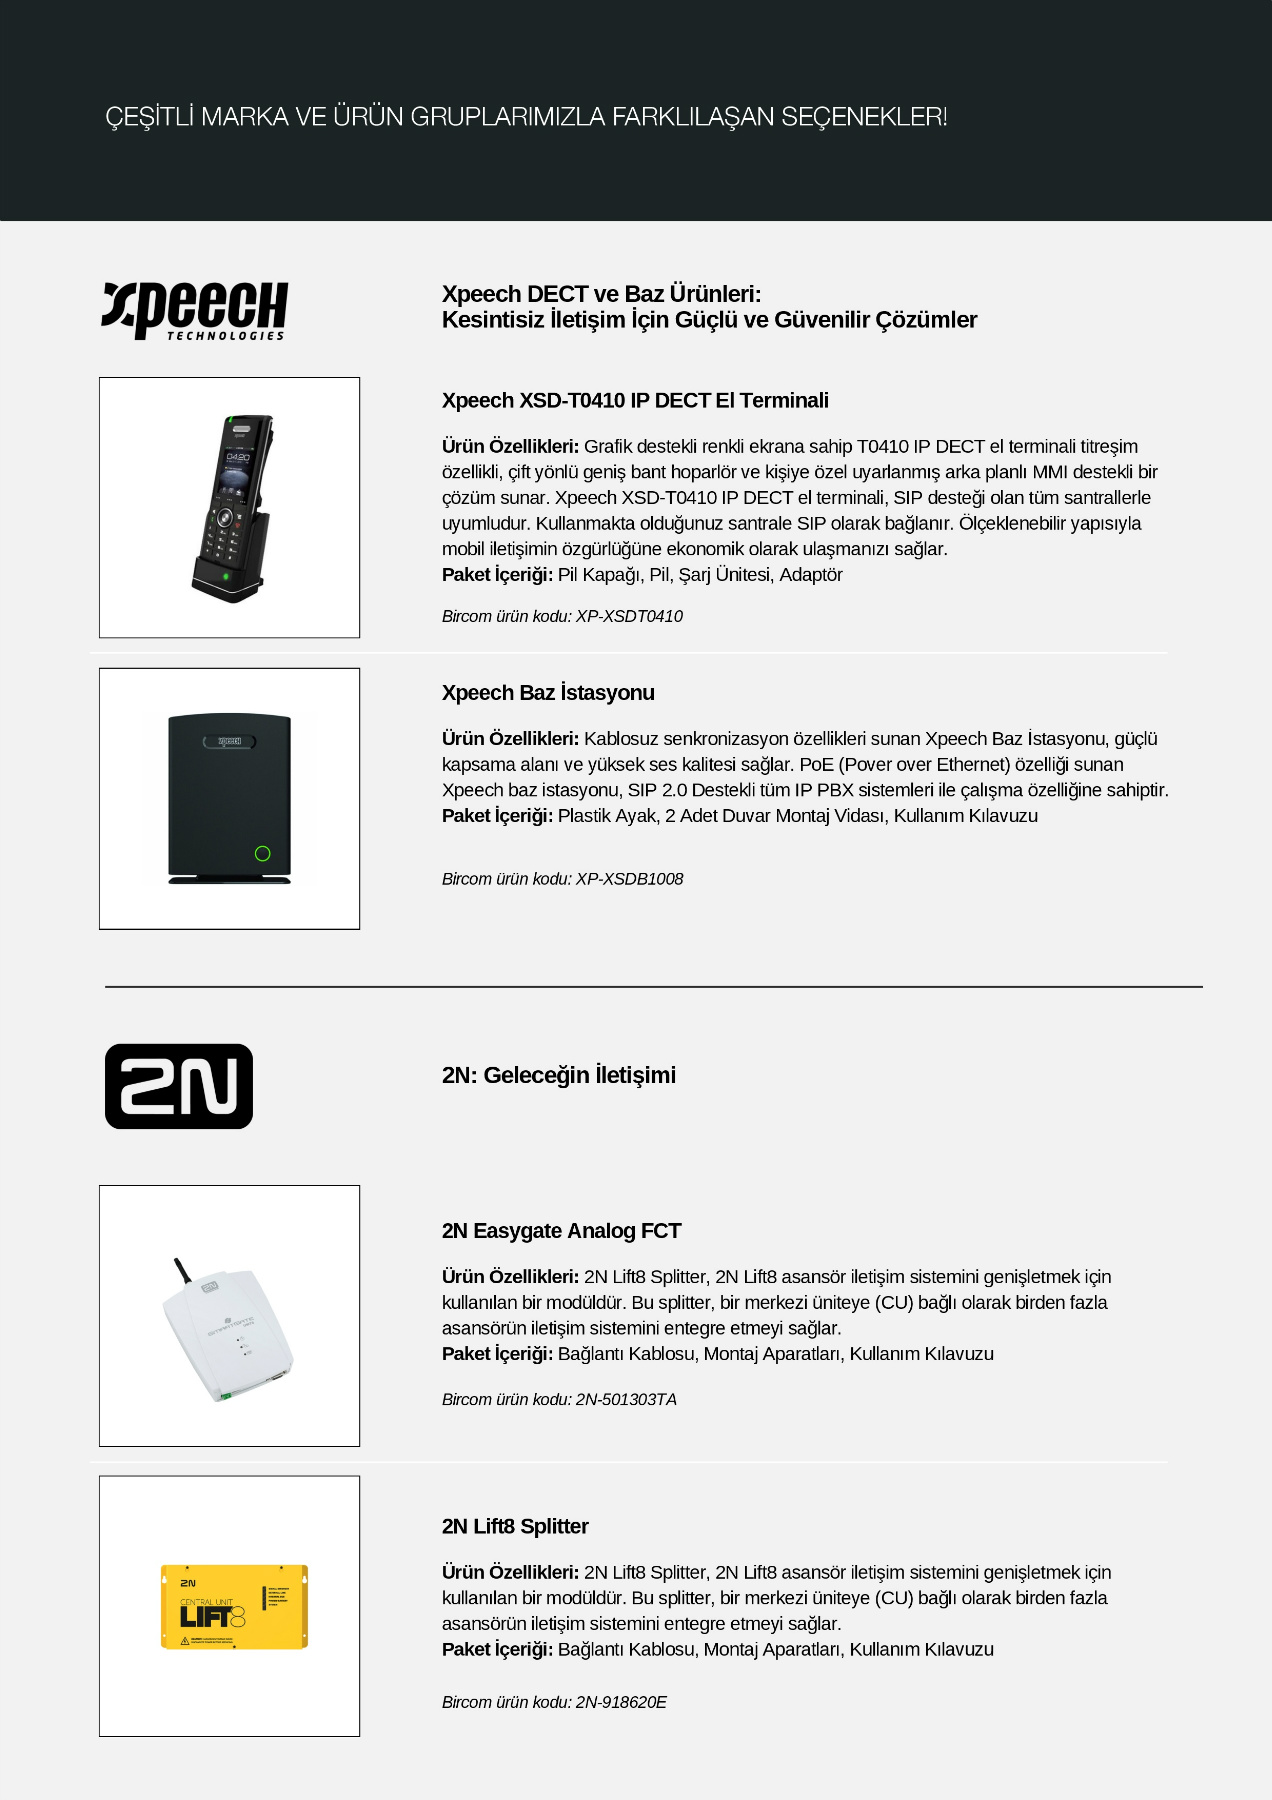 ÇEŞİTLİ MARKA VE ÜRÜN GRUPLARIMIZLA FARKLILAŞAN SEÇENEKLER!
xpeecH
TECHNOLOGIES
Xpeech DECT ve Baz Ürünleri:
Kesintisiz İletişim İçin Güçlü ve Güvenilir Çözümler
04:20
Xpeech XSD-T0410 IP DECT El Terminali
Ürün Özellikleri: Grafik destekli renkli ekrana sahip T0410 IP DECT el terminali titreşim
özellikli, çift yönlü geniş bant hoparlör ve kişiye özel uyarlanmış arka planlı MMI destekli bir
çözüm sunar. Xpeech XSD-T0410 IP DECT el terminali, SIP desteği olan tüm santrallerle
uyumludur. Kullanmakta olduğunuz santrale SIP olarak bağlanır. Ölçeklenebilir yapısıyla
mobil iletişimin özgürlüğüne ekonomik olarak ulaşmanızı sağlar.
Paket İçeriği: Pil Kapağı, Pil, Şarj Ünitesi, Adaptör
Bircom ürün kodu: XP-XSDT0410
xpeecH
Xpeech Baz İstasyonu
Ürün Özellikleri: Kablosuz senkronizasyon özellikleri sunan Xpeech Baz İstasyonu, güçlü
kapsama alanı ve yüksek ses kalitesi sağlar. PoE (Pover over Ethernet) özelliği sunan
Xpeech baz istasyonu, SIP 2.0 Destekli tüm IP PBX sistemleri ile çalışma özelliğine sahiptir.
Paket İçeriği: Plastik Ayak, 2 Adet Duvar Montaj Vidası, Kullanım Kılavuzu
Bircom ürün kodu: XP-XSDB1008
2N
2N: Geleceğin İletişimi
2N
SMARTGATE
2N Easygate Analog FCT
Ürün Özellikleri: 2N Lift8 Splitter, 2N Lift8 asansör iletişim sistemini genişletmek için
kullanılan bir modüldür. Bu splitter, bir merkezi üniteye (CU) bağlı olarak birden fazla
asansörün iletişim sistemini entegre etmeyi sağlar.
Paket İçeriği: Bağlantı Kablosu, Montaj Aparatları, Kullanım Kılavuzu
Bircom ürün kodu: 2N-501303TA
2N
CENTRAL UNIT
LIFT8
2N Lift8 Splitter
Ürün Özellikleri: 2N Lift8 Splitter, 2N Lift8 asansör iletişim sistemini genişletmek için
kullanılan bir modüldür. Bu splitter, bir merkezi üniteye (CU) bağlı olarak birden fazla
asansörün iletişim sistemini entegre etmeyi sağlar.
Paket İçeriği: Bağlantı Kablosu, Montaj Aparatları, Kullanım Kılavuzu
Bircom ürün kodu: 2N-918620E